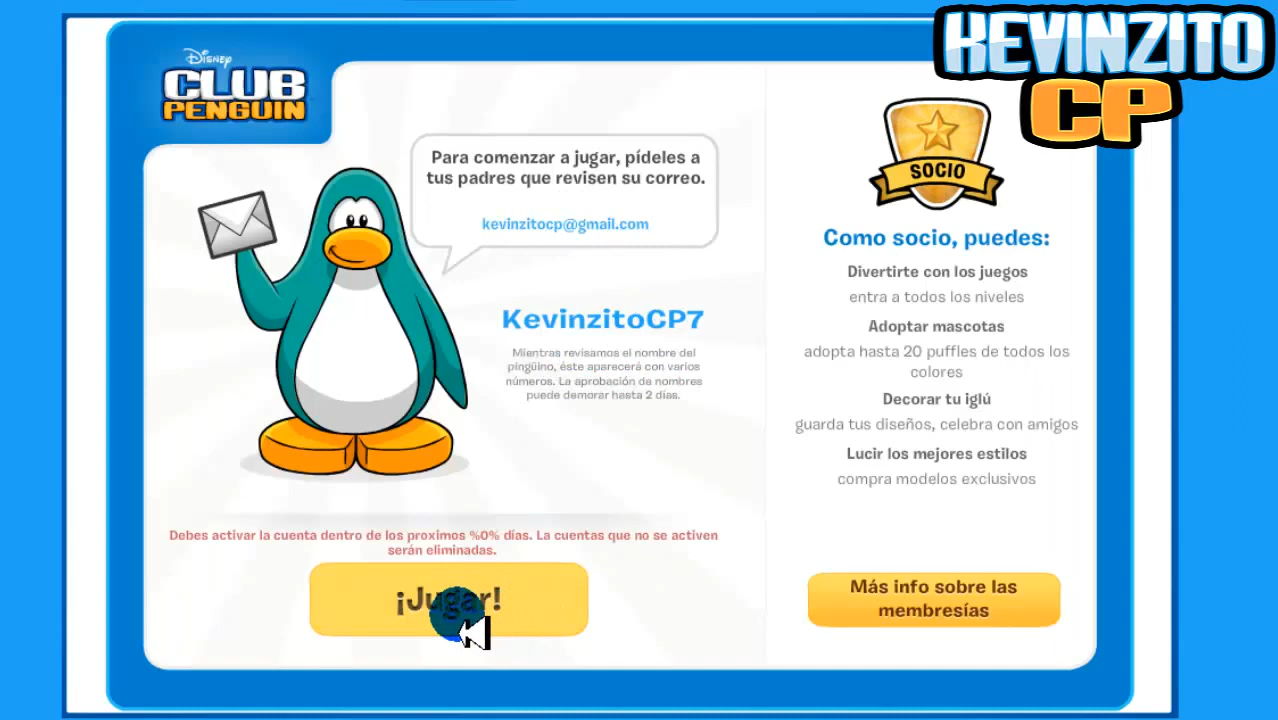 KEVINZITO
CP
Disney
CLUB
PENGUIN
Para comenzar a jugar, pídeles a
tus padres que revisen su correo.
kevinzitocp@gmail.com
KevinzitoCP7
Mientras revisamos el nombre del
pingüino, éste aparecerá con varios
números. La aprobación de nombres
puede demorar hasta 2 días.
Debes activar la cuenta dentro de los proximos %0% días. La cuentas que no se activen
serán eliminadas.
¡Jugar!
SOCIO
Como socio, puedes:
Divertirte con los juegos
entra a todos los niveles
Adoptar mascotas
adopta hasta 20 puffles de todos los
colores
Decorar tu iglú
guarda tus diseños, celebra con amigos
Lucir los mejores estilos
compra modelos exclusivos
Más info sobre las
membresías